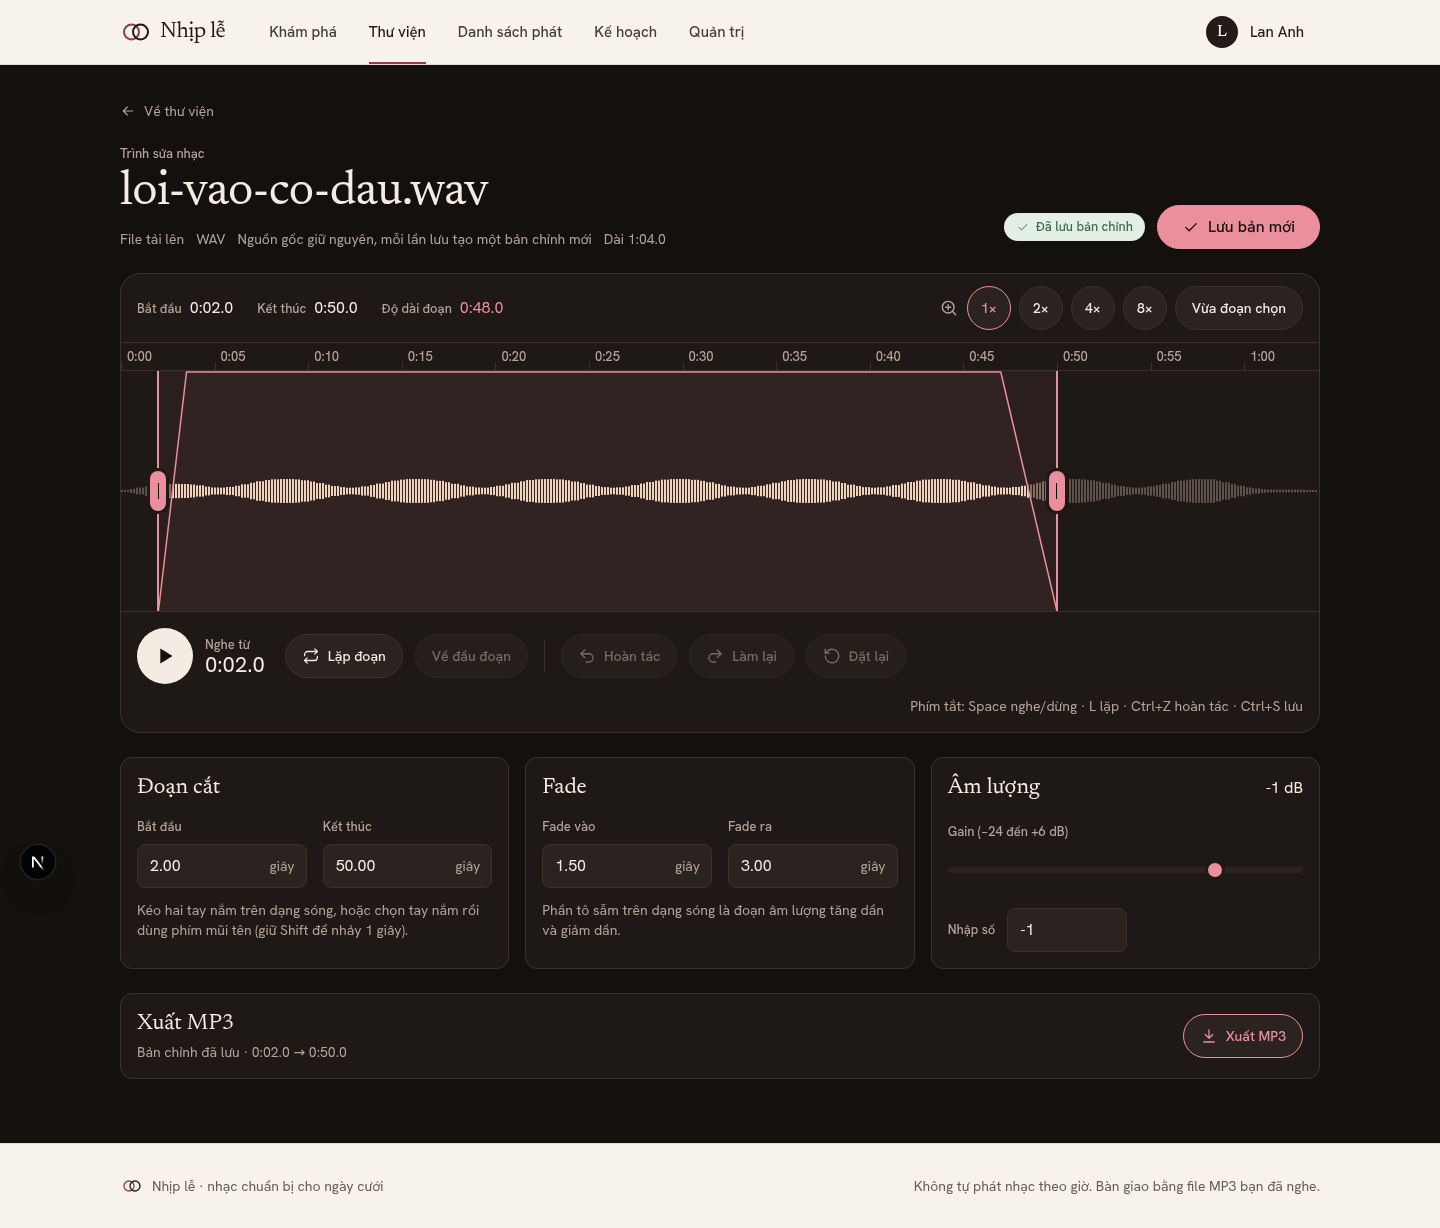 Nhịp lễ
Khám phá
Thư viện
Danh sách phát
Kế hoạch
Quản trị
L
Lan Anh
Về thư viện
Trình sửa nhạc
loi-vao-co-dau.wav
File tải lên WAV Nguồn gốc giữ nguyên, mỗi lần lưu tạo một bản chỉnh mới Dài 1:04.0
Đã lưu bản chỉnh
Lưu bản mới
Bắt đầu 0:02.0 Kết thúc 0:50.0 Độ dài đoạn 0:48.0
1× 2× 4× 8× Vừa đoạn chọn
0:00 0:05 0:10 0:15 0:20 0:25 0:30 0:35 0:40 0:45 0:50 0:55 1:00
Nghe từ
0:02.0
Lặp đoạn
Về đầu đoạn
Hoàn tác
Làm lại
Đặt lại
Phím tắt: Space nghe/dừng · L lặp · Ctrl+Z hoàn tác · Ctrl+S lưu
Đoạn cắt
Bắt đầu Kết thúc
2.00 giây 50.00 giây
Kéo hai tay nắm trên dạng sóng, hoặc chọn tay nắm rồi
dùng phím mũi tên (giữ Shift để nhảy 1 giây).
Fade
Fade vào Fade ra
1.50 giây 3.00 giây
Phần tô sẫm trên dạng sóng là đoạn âm lượng tăng dần
và giảm dần.
Âm lượng -1 dB
Gain (−24 đến +6 dB)
Nhập số -1
N
Xuất MP3
Bản chỉnh đã lưu · 0:02.0 → 0:50.0
Xuất MP3
Nhịp lễ · nhạc chuẩn bị cho ngày cưới
Không tự phát nhạc theo giờ. Bàn giao bằng file MP3 bạn đã nghe.